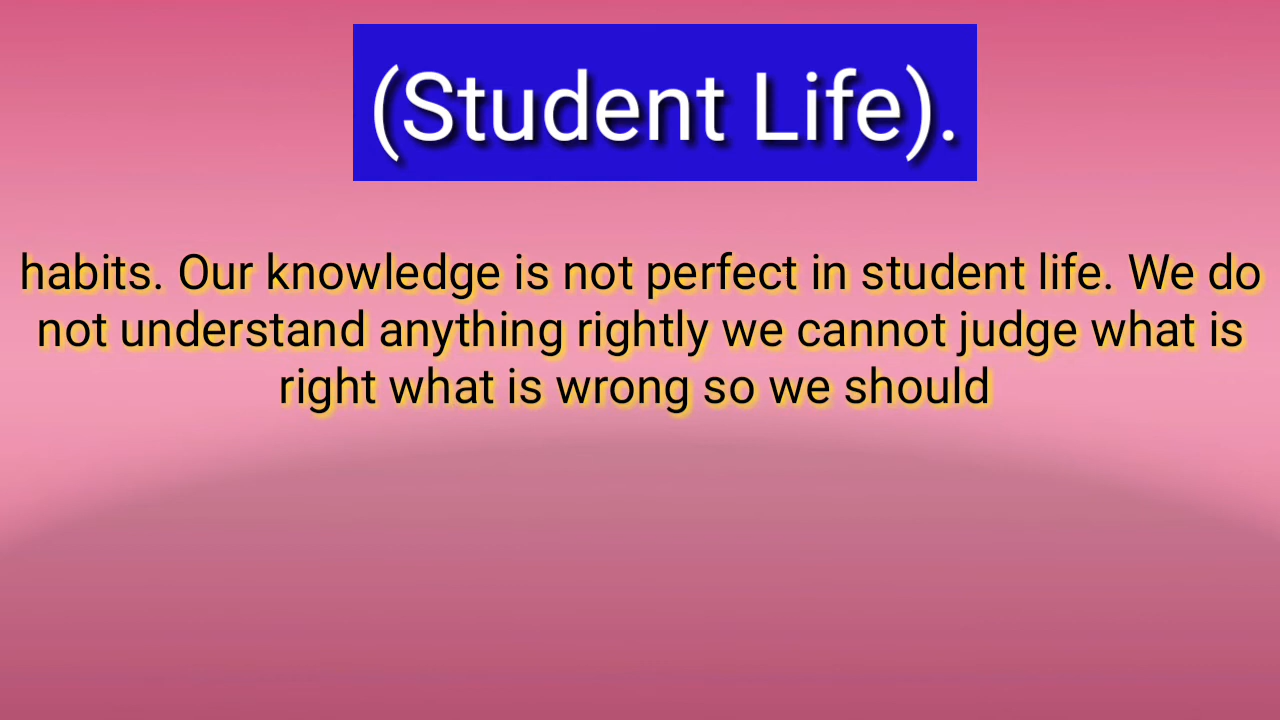 (Student Life).
habits. Our knowledge is not perfect in student life. We do
not understand anything rightly we cannot judge what is
right what is wrong so we should